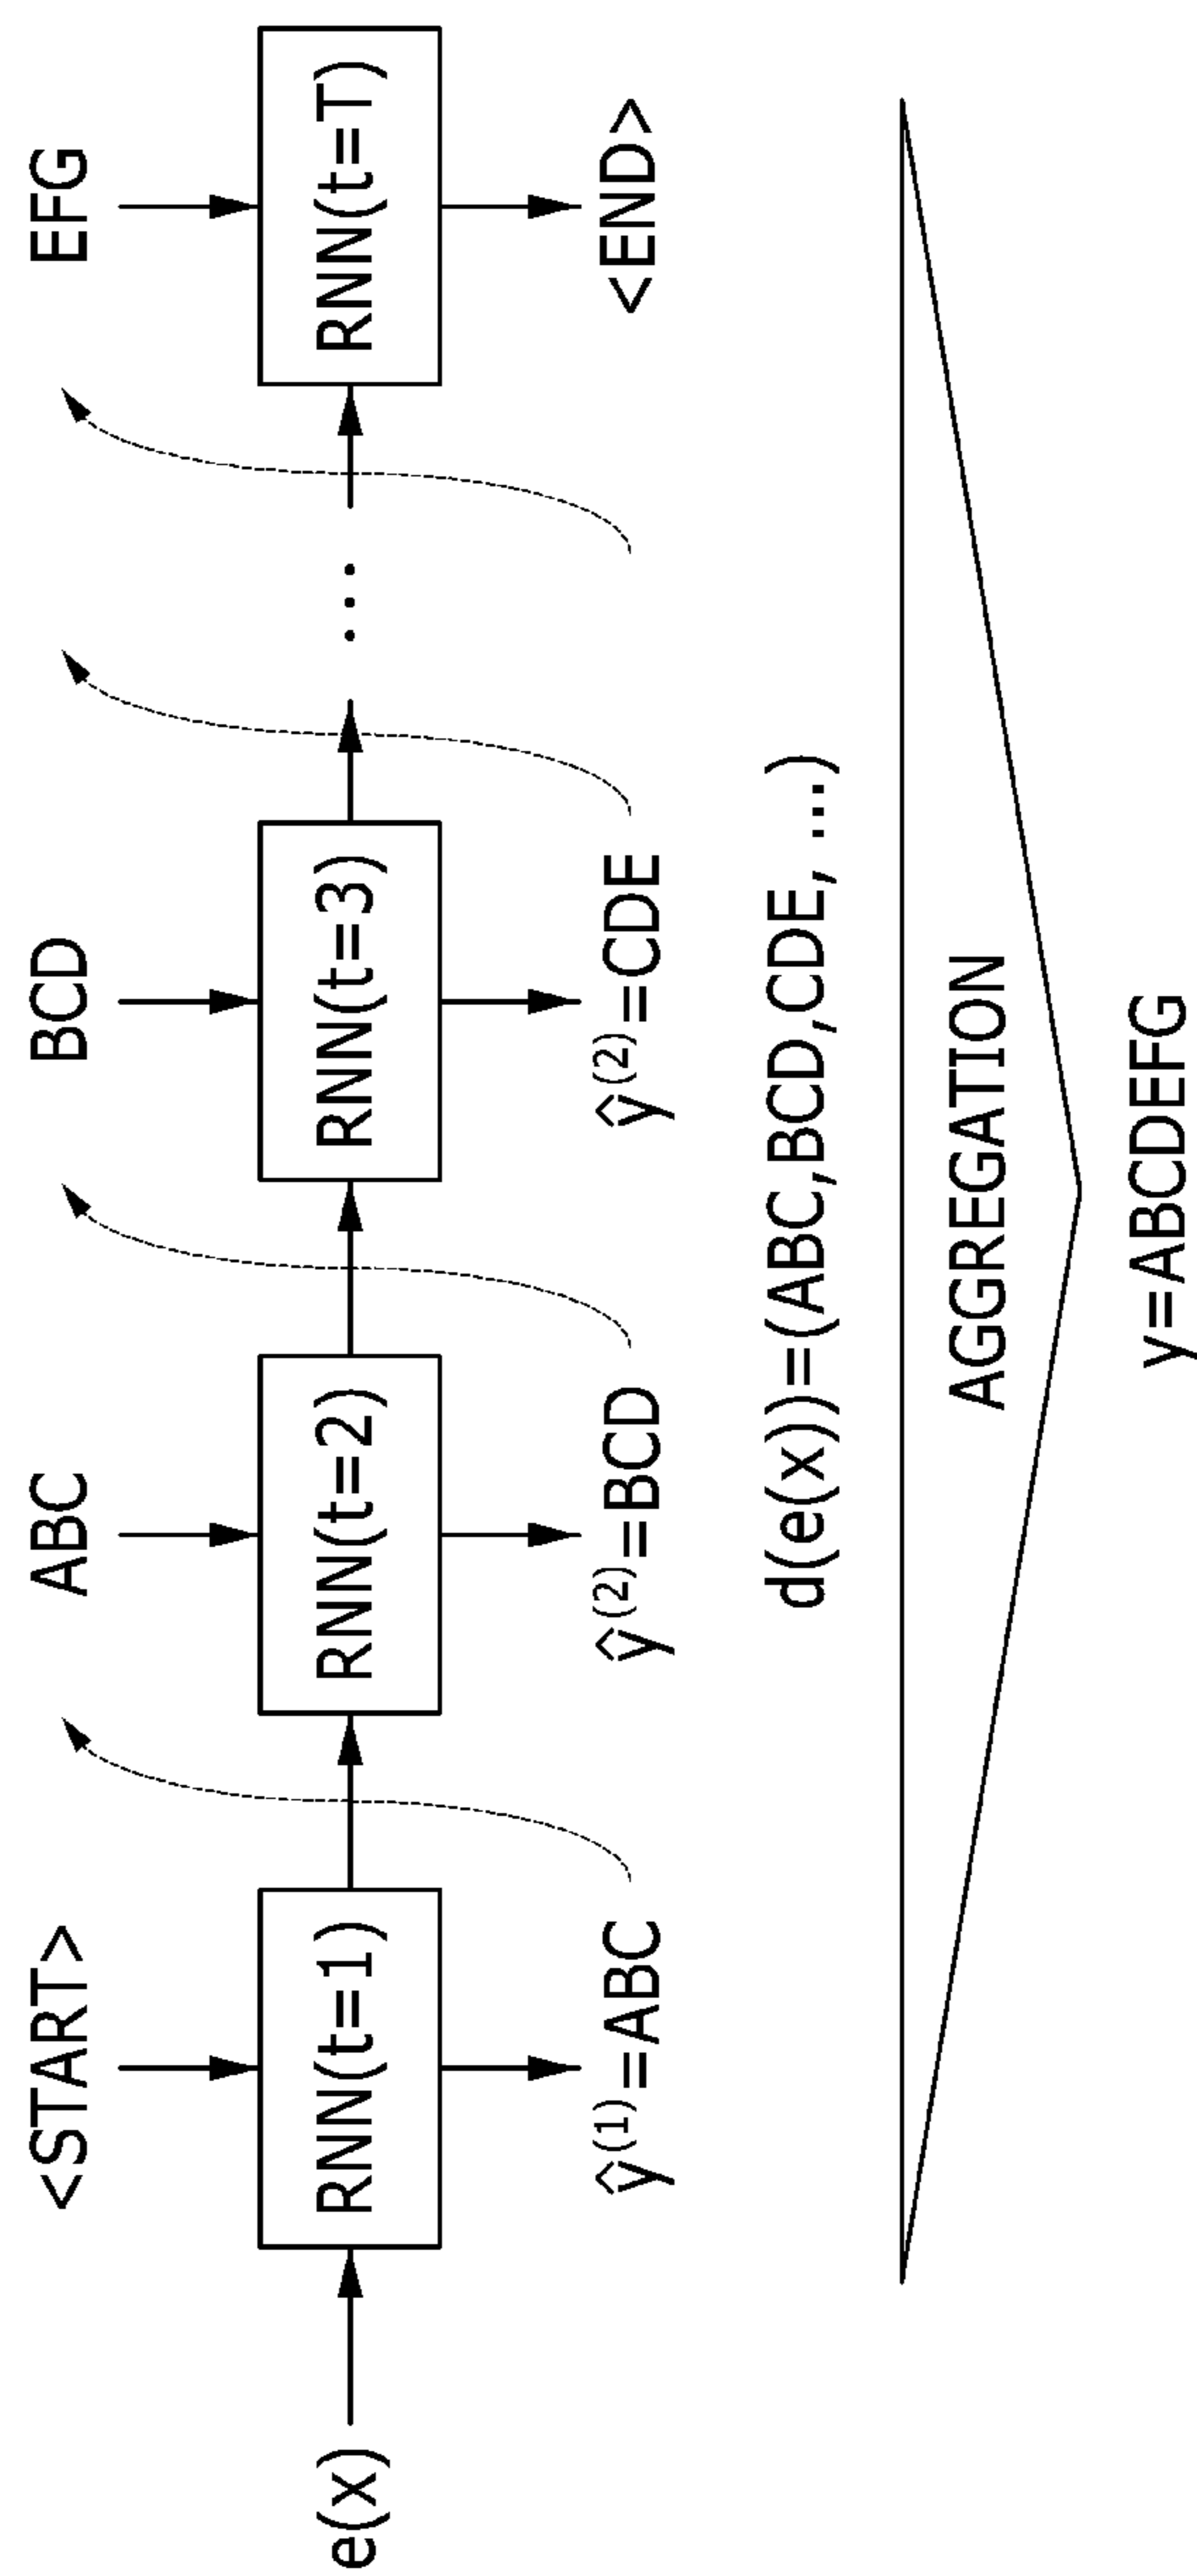 <START> ABC BCD EFG
e(x) RNN(t=1) RNN(t=2) RNN(t=3) ... RNN(t=T)
ŷ⁽¹⁾=ABC ŷ⁽²⁾=BCD ŷ⁽²⁾=CDE <END>
d(e(x))=(ABC,BCD,CDE, ...)
AGGREGATION
y=ABCDEFG